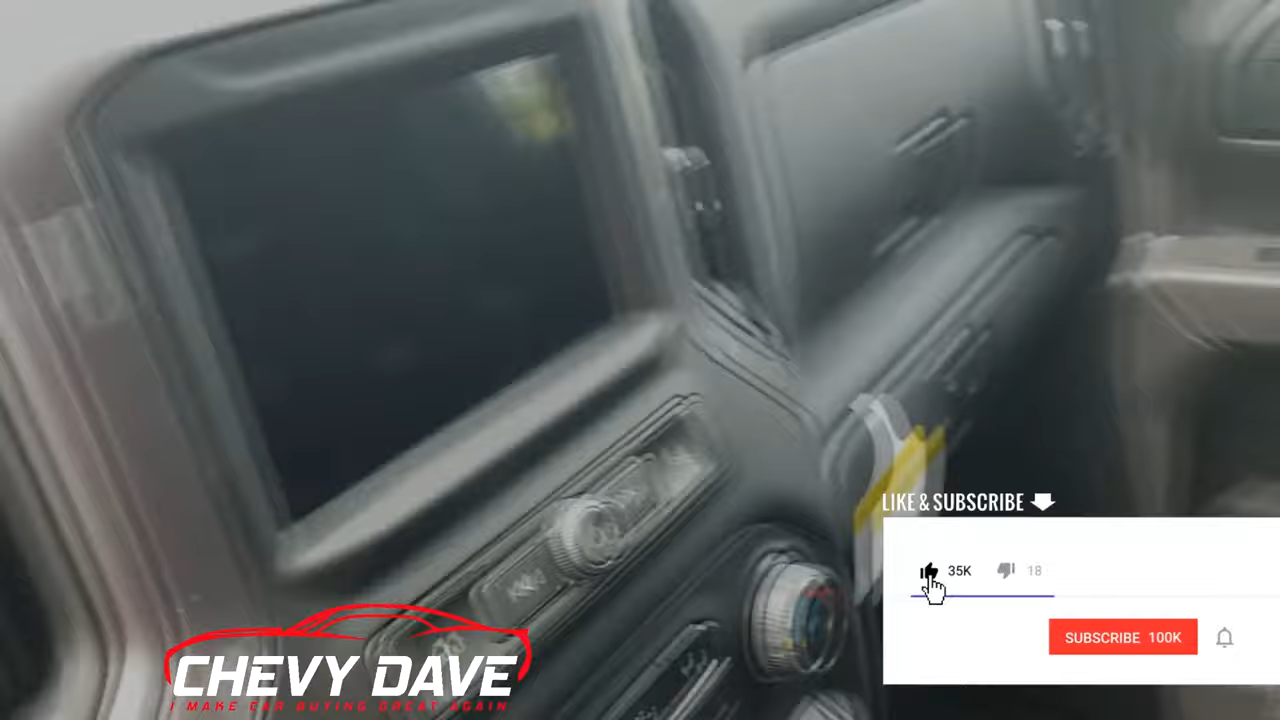 LIKE & SUBSCRIBE
35K 18
SUBSCRIBE 100K
CHEVY DAVE
I MAKE CAR BUYING GREAT AGAIN